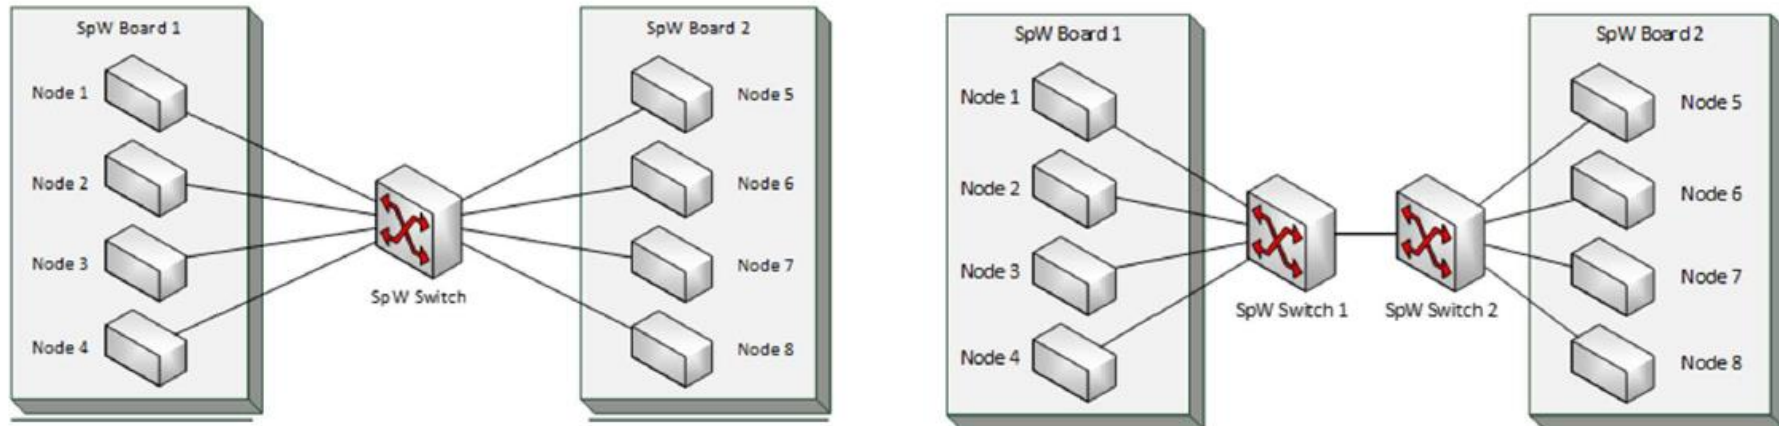 SpW Board 1
Node 1
Node 2
Node 3
Node 4
SpW Switch
SpW Board 2
Node 5
Node 6
Node 7
Node 8
SpW Board 1
Node 1
Node 2
Node 3
Node 4
SpW Switch 1
SpW Switch 2
SpW Board 2
Node 5
Node 6
Node 7
Node 8